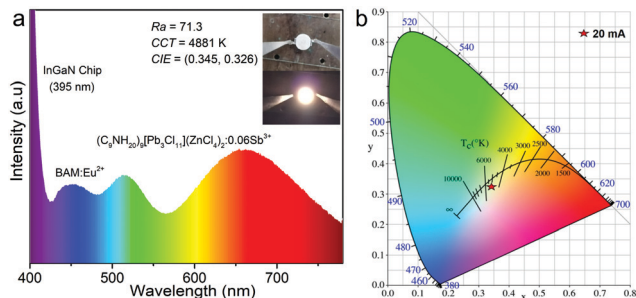 a
Ra = 71.3
CCT = 4881 K
CIE = (0.345, 0.326)
InGaN Chip
(395 nm)
(C₉NH₂₀)₉[Pb₃Cl₁₁](ZnCl₄)₂:0.06Sb³⁺
BAM:Eu²⁺
Intensity (a.u)
400 500 600 700
Wavelength (nm)
b
20 mA
0.9
0.8
0.7
0.6
0.5
0.4
0.3
0.2
0.1
0.0
y
520
540
560
580
600
620
700
500
490
480
470
460
380
T_C(°K)
∞
10000
6000
4000
3000
2500
2000
1500
0.0 0.1 0.2 0.3 0.4 0.5 0.6 0.7 0.8
x